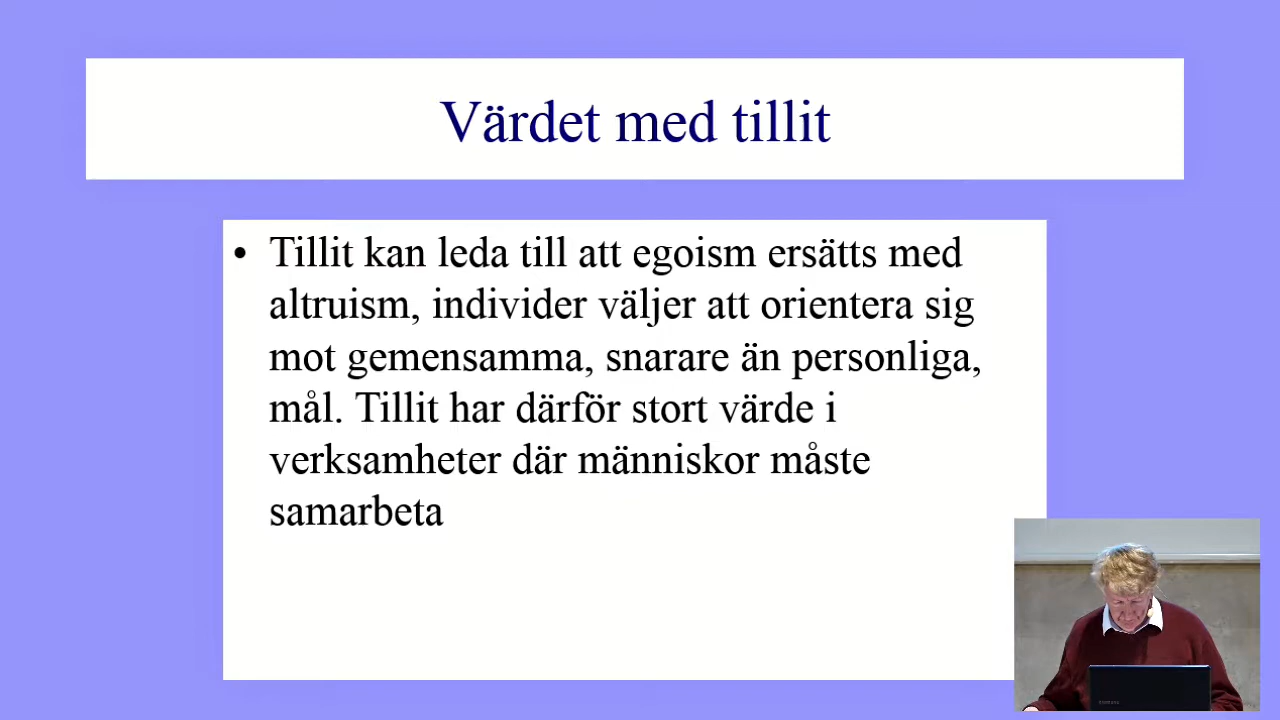 Värdet med tillit
• Tillit kan leda till att egoism ersätts med
altruism, individer väljer att orientera sig
mot gemensamma, snarare än personliga,
mål. Tillit har därför stort värde i
verksamheter där människor måste
samarbeta